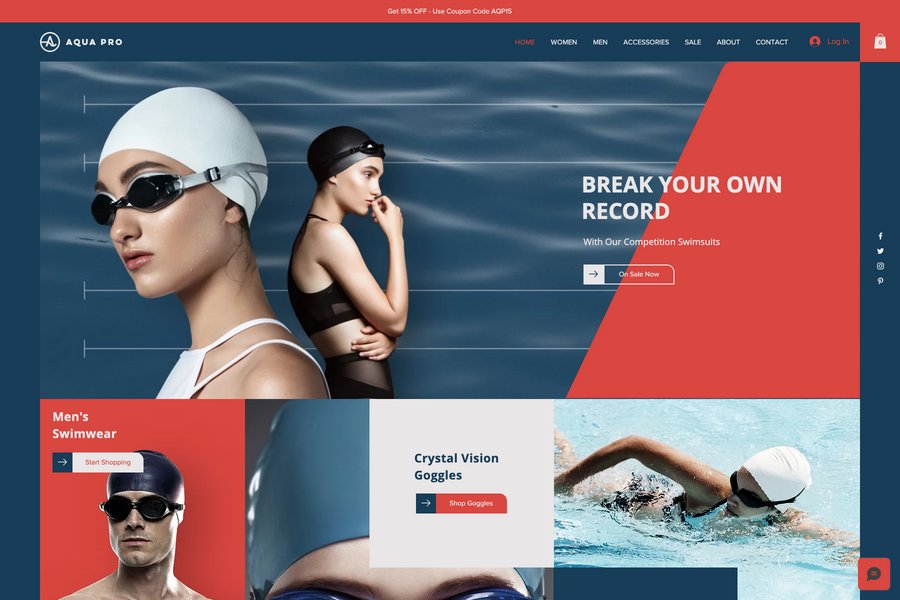 Get 15% OFF - Use Coupon Code AQP15
AQUA PRO
HOME
WOMEN
MEN
ACCESSORIES
SALE
ABOUT
CONTACT
Log In
0
BREAK YOUR OWN
RECORD
With Our Competition Swimsuits
On Sale Now
Men's
Swimwear
Start Shopping
Crystal Vision
Goggles
Shop Goggles